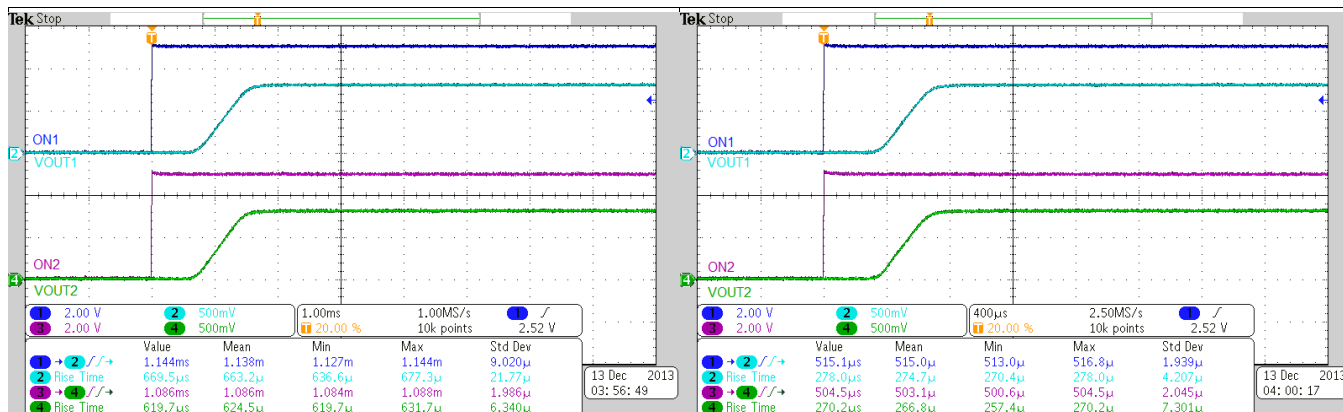 Tek Stop
T
T
ON1
2
VOUT1
ON2
4
VOUT2
1 2.00 V 2 500mV 1.00ms 1.00MS/s 1
3 2.00 V 4 500mV T 20.00 % 10k points 2.52 V
Value Mean Min Max Std Dev
1 → 2 1.144ms 1.138m 1.127m 1.144m 9.020µ
2 Rise Time 669.5µs 663.2µ 636.6µ 677.3µ 21.77µ
3 → 4 1.086ms 1.086m 1.084m 1.088m 1.986µ
4 Rise Time 619.7µs 624.5µ 619.7µ 631.7µ 6.340µ
13 Dec 2013
03:56:49
Tek Stop
T
T
ON1
2
VOUT1
ON2
4
VOUT2
1 2.00 V 2 500mV 400µs 2.50MS/s 1
3 2.00 V 4 500mV T 20.00 % 10k points 2.52 V
Value Mean Min Max Std Dev
1 → 2 515.1µs 515.0µ 513.0µ 516.8µ 1.939µ
2 Rise Time 278.0µs 274.7µ 270.4µ 278.0µ 4.207µ
3 → 4 504.5µs 503.1µ 500.6µ 504.5µ 2.045µ
4 Rise Time 270.2µs 266.8µ 257.4µ 270.2µ 7.301µ
13 Dec 2013
04:00:17